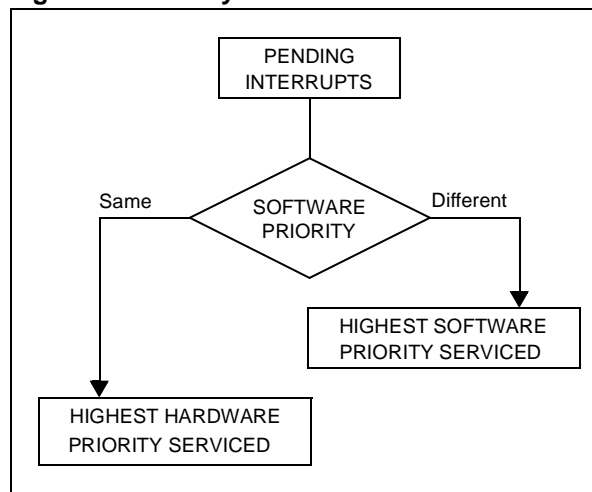 PENDING
INTERRUPTS
Same
Different
SOFTWARE
PRIORITY
HIGHEST SOFTWARE
PRIORITY SERVICED
HIGHEST HARDWARE
PRIORITY SERVICED